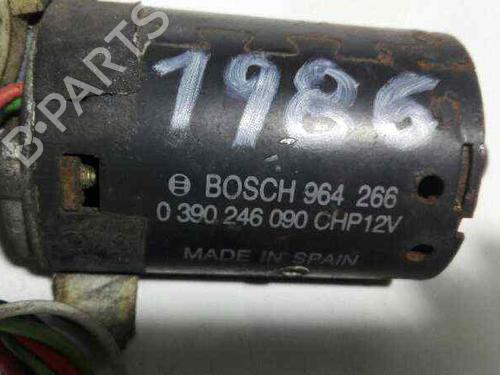 B-PARTS
1986
BOSCH 964 266
0 390 246 090 CHP12V
MADE IN SPAIN